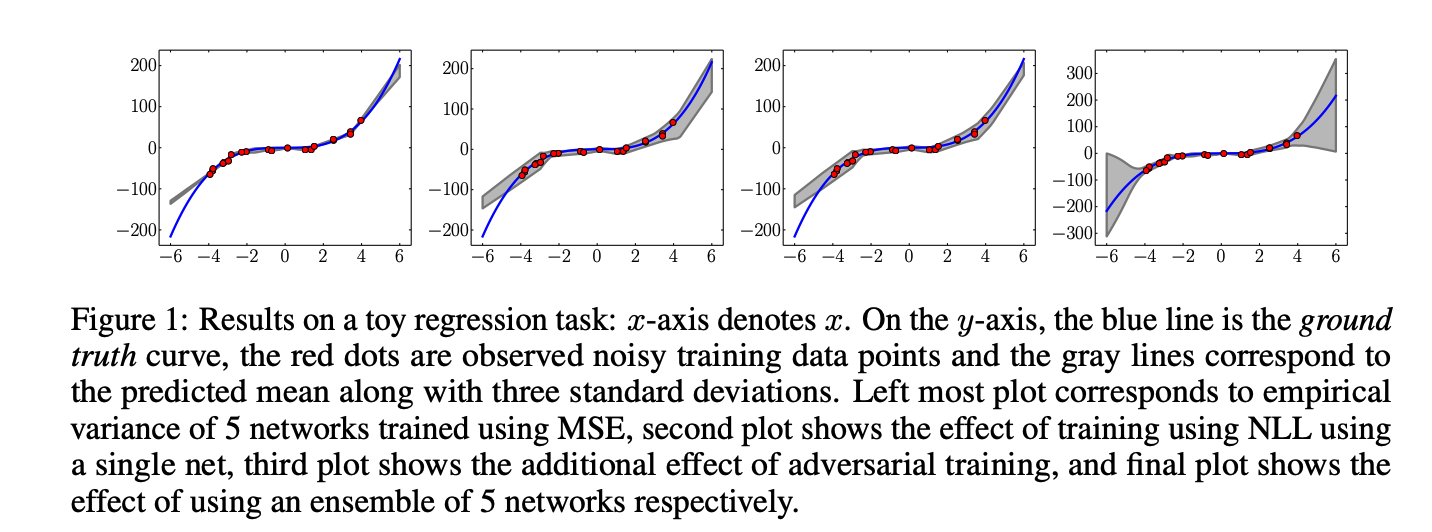 200
100
0
−100
−200
−6 −4 −2 0 2 4 6
200
100
0
−100
−200
−6 −4 −2 0 2 4 6
200
100
0
−100
−200
−6 −4 −2 0 2 4 6
300
200
100
0
−100
−200
−300
−6 −4 −2 0 2 4 6
Figure 1: Results on a toy regression task: x-axis denotes x. On the y-axis, the blue line is the ground
truth curve, the red dots are observed noisy training data points and the gray lines correspond to
the predicted mean along with three standard deviations. Left most plot corresponds to empirical
variance of 5 networks trained using MSE, second plot shows the effect of training using NLL using
a single net, third plot shows the additional effect of adversarial training, and final plot shows the
effect of using an ensemble of 5 networks respectively.